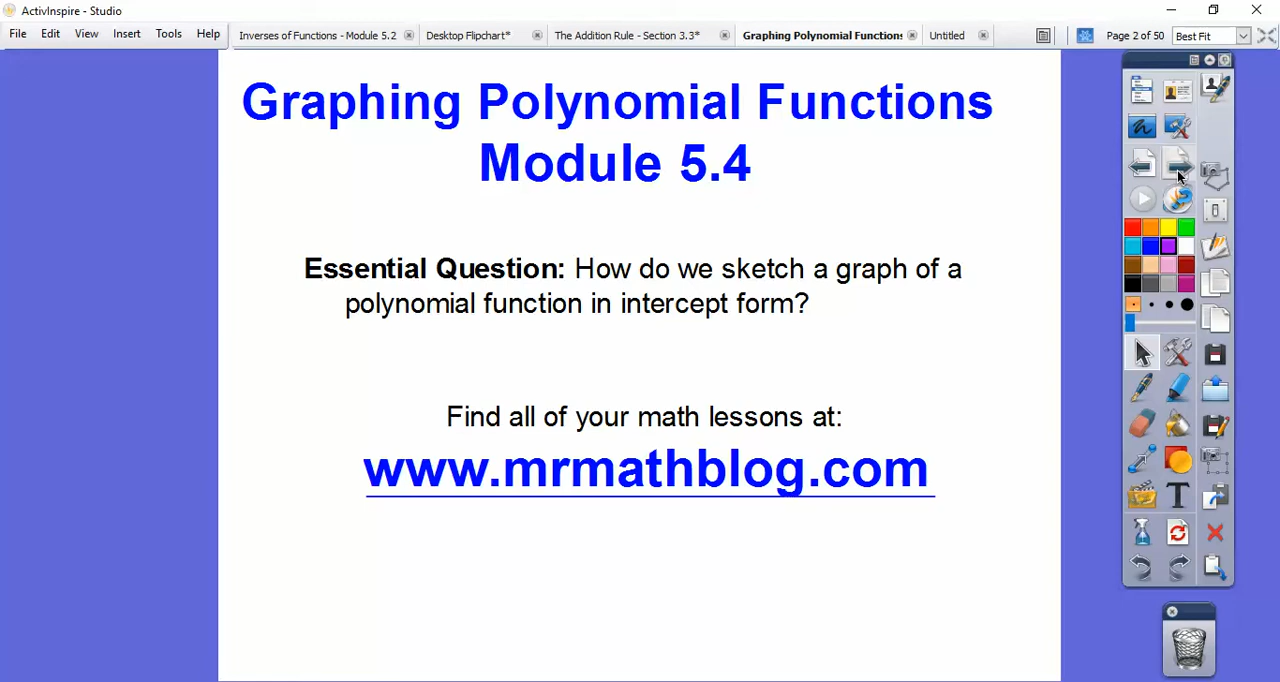 ActivInspire - Studio
File Edit View Insert Tools Help
Inverses of Functions - Module 5.2
Desktop Flipchart*
The Addition Rule - Section 3.3*
Graphing Polynomial Functions
Untitled
Page 2 of 50
Best Fit
Graphing Polynomial Functions
Module 5.4
Essential Question: How do we sketch a graph of a
polynomial function in intercept form?
Find all of your math lessons at:
www.mrmathblog.com